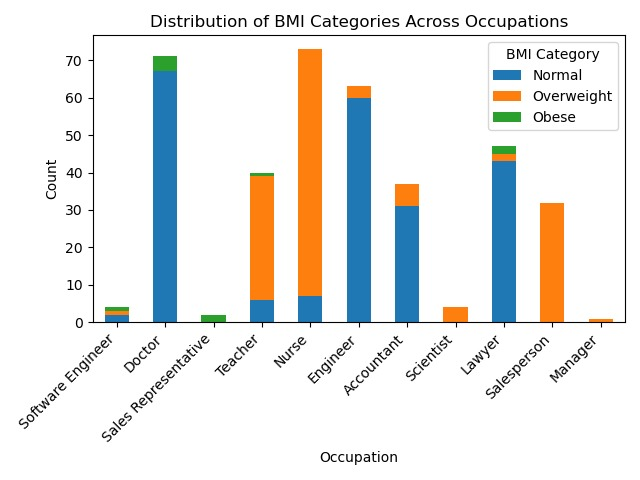 Distribution of BMI Categories Across Occupations
BMI Category
Normal
Overweight
Obese
Count
70
60
50
40
30
20
10
0
Software Engineer
Doctor
Sales Representative
Teacher
Nurse
Engineer
Accountant
Scientist
Lawyer
Salesperson
Manager
Occupation